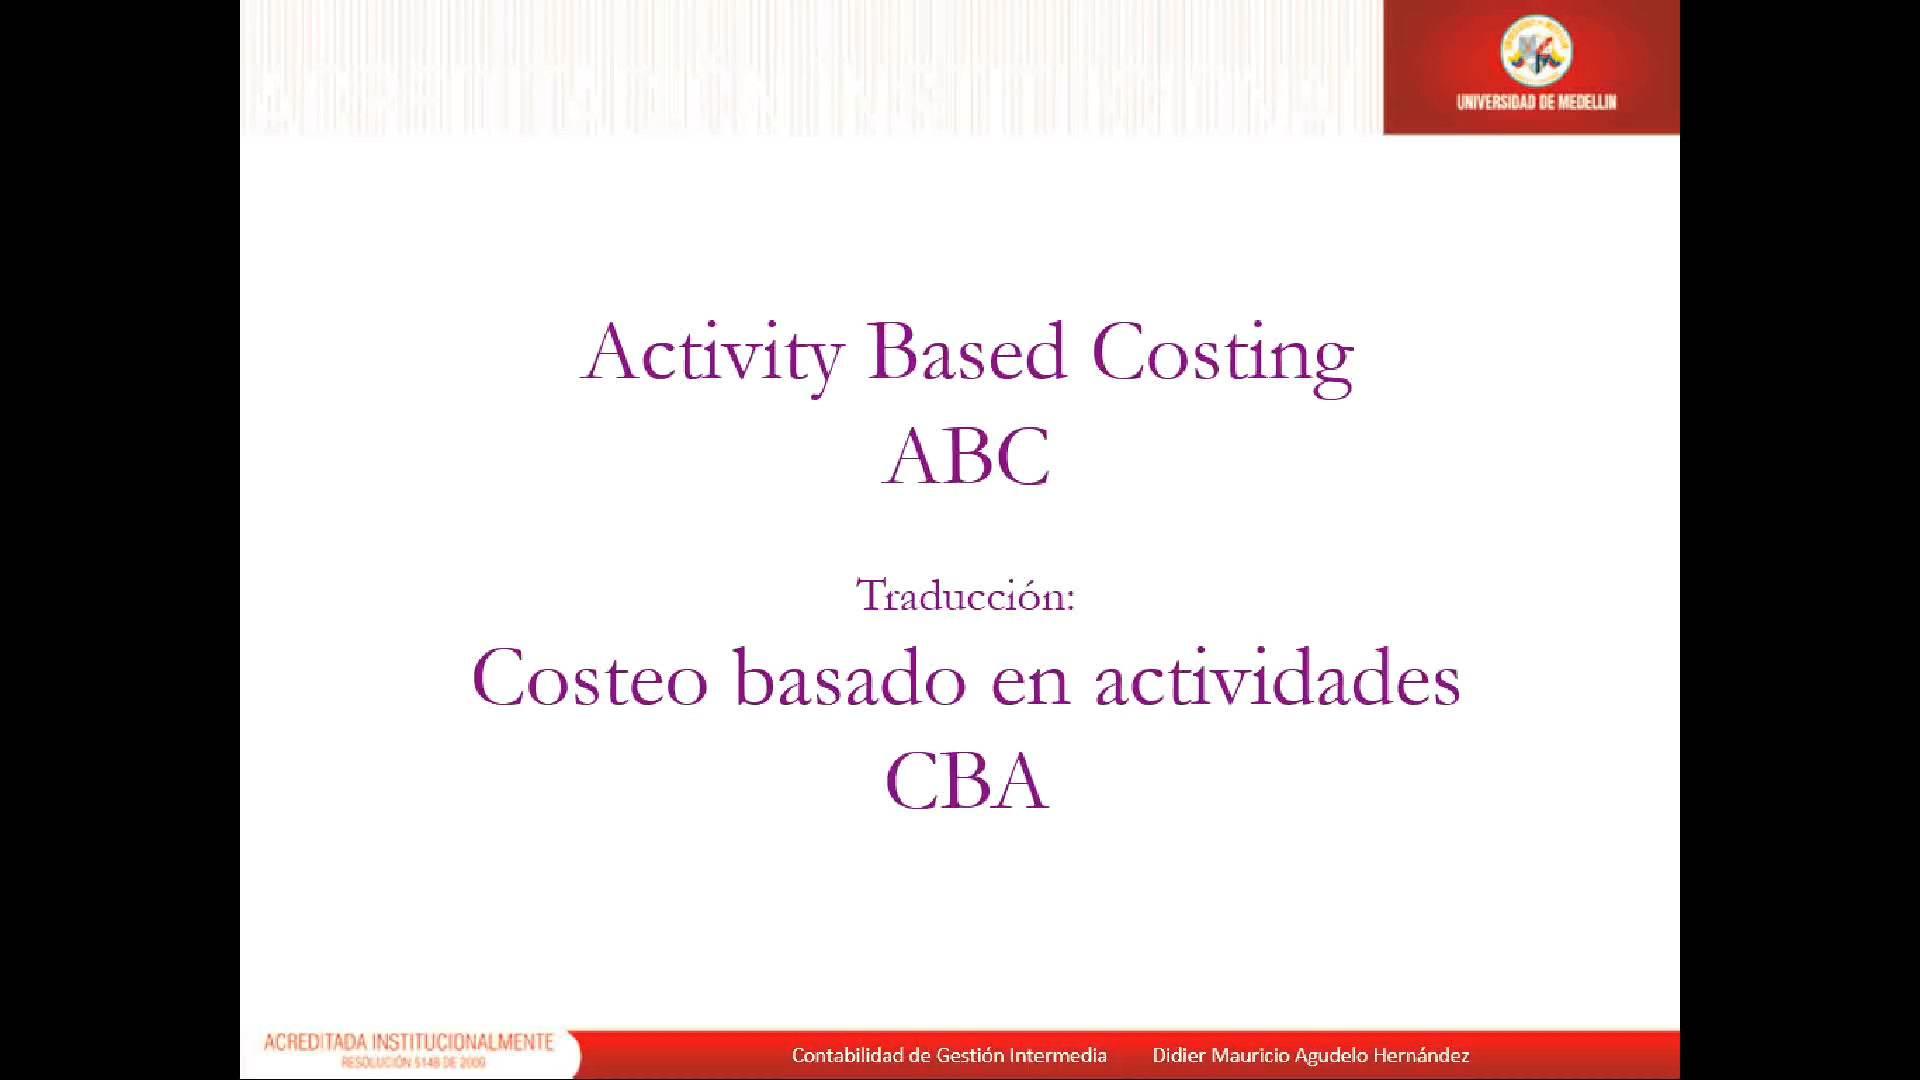 UNIVERSIDAD DE MEDELLIN
Activity Based Costing
ABC
Traducción:
Costeo basado en actividades
CBA
ACREDITADA INSTITUCIONALMENTE
RESOLUCIÓN 5148 DE 2009
Contabilidad de Gestión Intermedia Didier Mauricio Agudelo Hernández